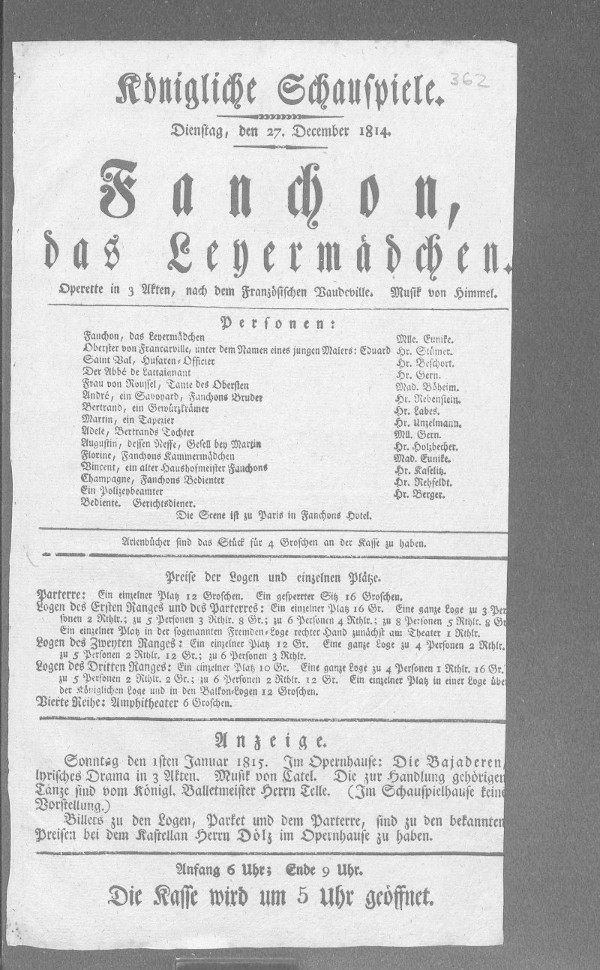 362
Königliche Schauspiele.
Dienstag, den 27. December 1814.
Fanchon,
das Leyermädchen.
Operette in 3 Akten, nach dem Französischen Vaudeville. Musik von Himmel.
Personen:
Fanchon, das Leyermädchen Mlle. Eunike.
Oberster von Francarville, unter dem Namen eines jungen Malers: Eduard Hr. Stümer.
Saint Val, Husaren-Officier Hr. Beschort.
Der Abbé de Lattaignant Hr. Gern.
Frau von Roussel, Tante des Obersten Mad. Böheim.
André, ein Savoyard, Fanchons Bruder Hr. Rebenstein.
Bertrand, ein Gewürzkrämer Hr. Labes.
Martin, ein Tapezier Hr. Unzelmann.
Adele, Bertrands Tochter Mlle. Gern.
Augustin, dessen Neffe, Gesell bey Martin Hr. Holzbecher.
Florine, Fanchons Kammermädchen Mad. Eunike.
Vincent, ein alter Haushofmeister Fanchons Hr. Kaselitz.
Champagne, Fanchons Bedienter Hr. Rehfeldt.
Ein Polizeybeamter Hr. Berger.
Bediente. Gerichtsdiener.
Die Scene ist zu Paris in Fanchons Hotel.
Arienbücher sind das Stück für 4 Groschen an der Kasse zu haben.
Preise der Logen und einzelnen Plätze.
Parterre: Ein einzelner Platz 12 Groschen. Ein gesperrter Sitz 16 Groschen.
Logen des Ersten Ranges und des Parterres: Ein einzelner Platz 16 Gr. Eine ganze Loge zu 3 Per
sonen 2 Rthlr.; zu 5 Personen 3 Rthlr. 8 Gr.; zu 6 Personen 4 Rthlr.; zu 8 Personen 5 Rthlr. 8 Gr
Ein einzelner Platz in der sogenannten Fremden-Loge rechter Hand zunächst am Theater 1 Rthlr.
Logen des Zweyten Ranges: Ein einzelner Platz 12 Gr. Eine ganze Loge zu 4 Personen 2 Rthlr.
zu 5 Personen 2 Rthlr. 12 Gr.; zu 6 Personen 3 Rthlr.
Logen des Dritten Ranges: Ein einzelner Platz 10 Gr. Eine ganze Loge zu 4 Personen 1 Rthlr. 16 Gr.
zu 5 Personen 2 Rthlr. 2 Gr.; zu 6 Personen 2 Rthlr. 12 Gr. Ein einzelner Platz in einer Loge übe
der Königlichen Loge und in den Balkon-Logen 12 Groschen.
Vierte Reihe: Amphitheater 6 Groschen.
Anzeige.
Sonntag den 1sten Januar 1815. Im Opernhause: Die Bajaderen,
lyrisches Drama in 3 Akten. Musik von Catel. Die zur Handlung gehörigen
Tänze sind vom Königl. Balletmeister Herrn Telle. (Im Schauspielhause keine
Vorstellung.)
Billets zu den Logen, Parket und dem Parterre, sind zu den bekannten
Preisen bei dem Kastellan Herrn Dölz im Opernhause zu haben.
Anfang 6 Uhr; Ende 9 Uhr.
Die Kasse wird um 5 Uhr geöffnet.